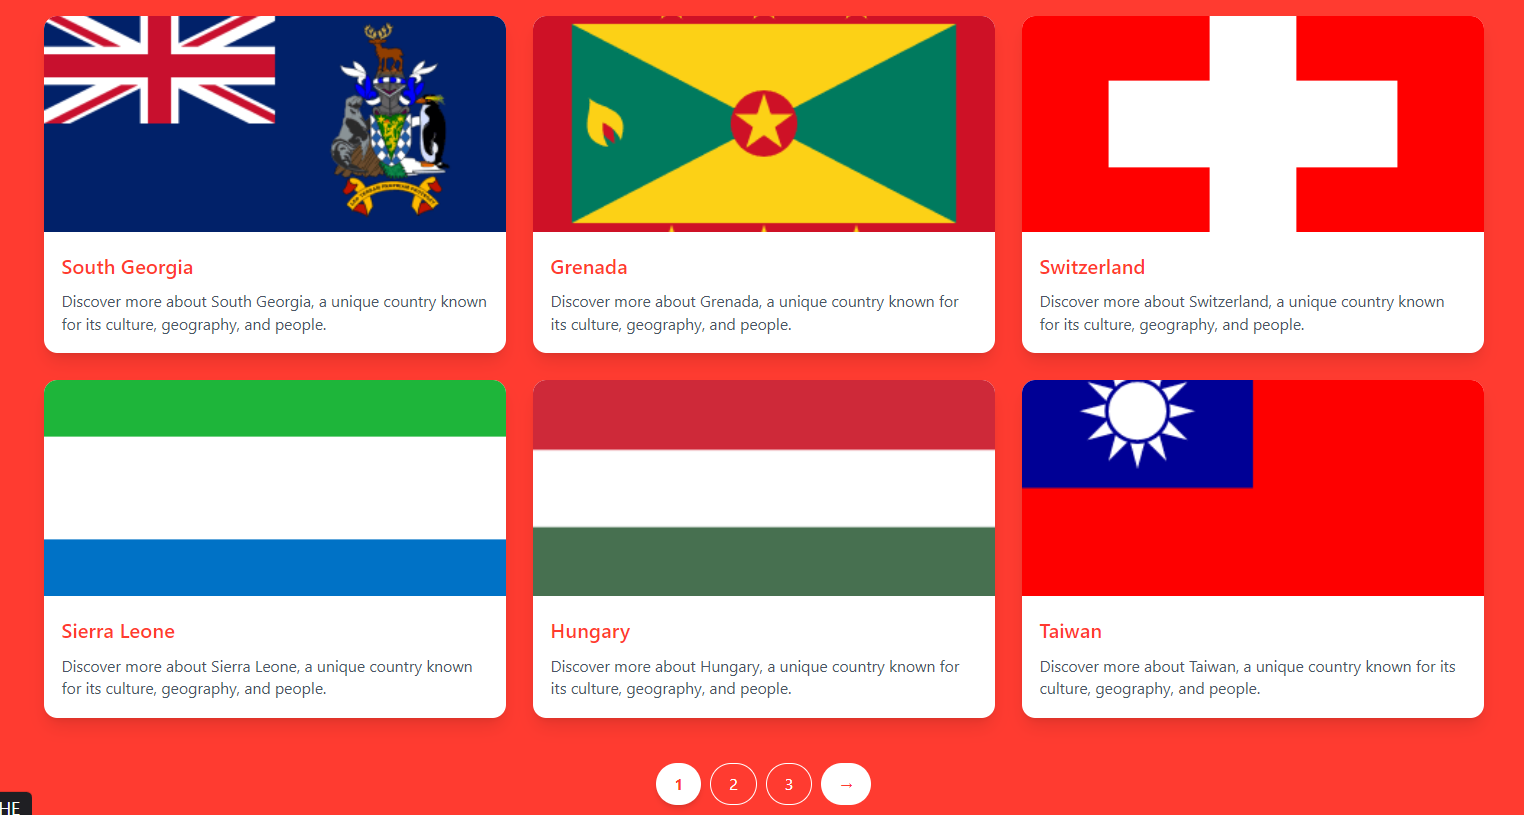 South Georgia
Discover more about South Georgia, a unique country known
for its culture, geography, and people.
Grenada
Discover more about Grenada, a unique country known for
its culture, geography, and people.
Switzerland
Discover more about Switzerland, a unique country known
for its culture, geography, and people.
Sierra Leone
Discover more about Sierra Leone, a unique country known
for its culture, geography, and people.
Hungary
Discover more about Hungary, a unique country known for
its culture, geography, and people.
Taiwan
Discover more about Taiwan, a unique country known for its
culture, geography, and people.
1 2 3 →
HE